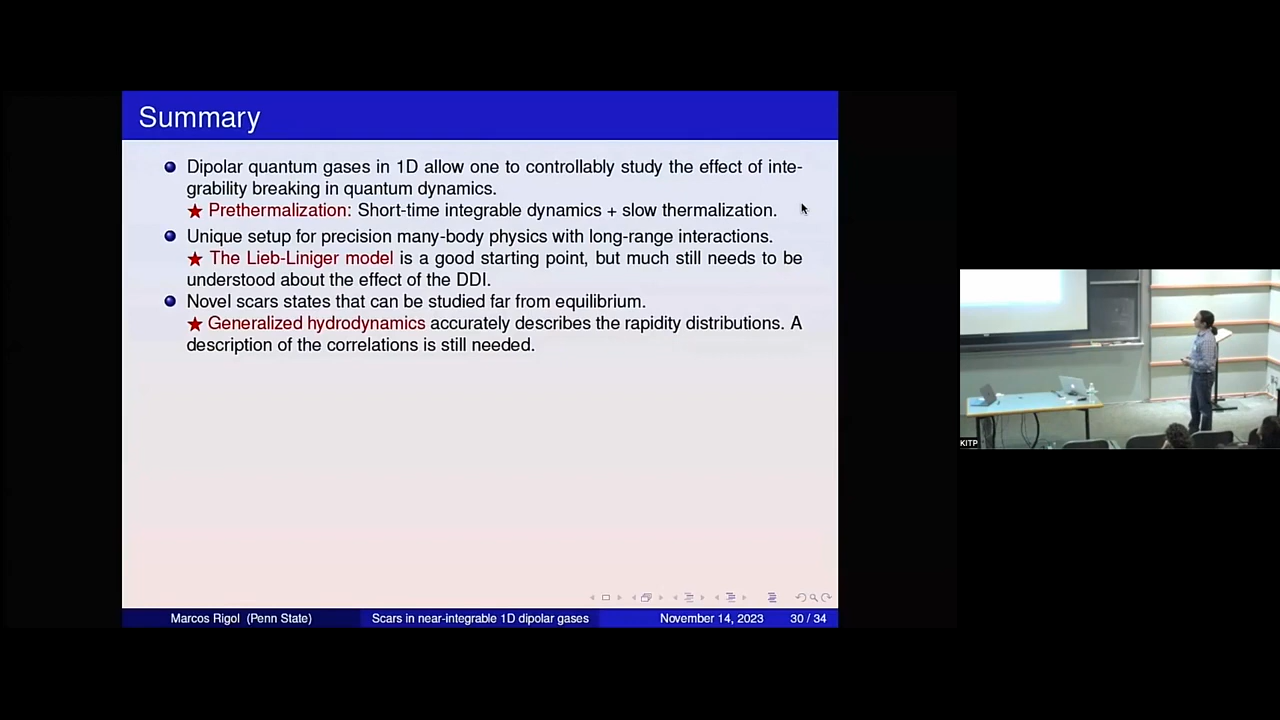 Summary
Dipolar quantum gases in 1D allow one to controllably study the effect of inte-
grability breaking in quantum dynamics.
★ Prethermalization: Short-time integrable dynamics + slow thermalization.
Unique setup for precision many-body physics with long-range interactions.
★ The Lieb-Liniger model is a good starting point, but much still needs to be
understood about the effect of the DDI.
Novel scars states that can be studied far from equilibrium.
★ Generalized hydrodynamics accurately describes the rapidity distributions. A
description of the correlations is still needed.
Marcos Rigol (Penn State) Scars in near-integrable 1D dipolar gases November 14, 2023 30 / 34
KITP